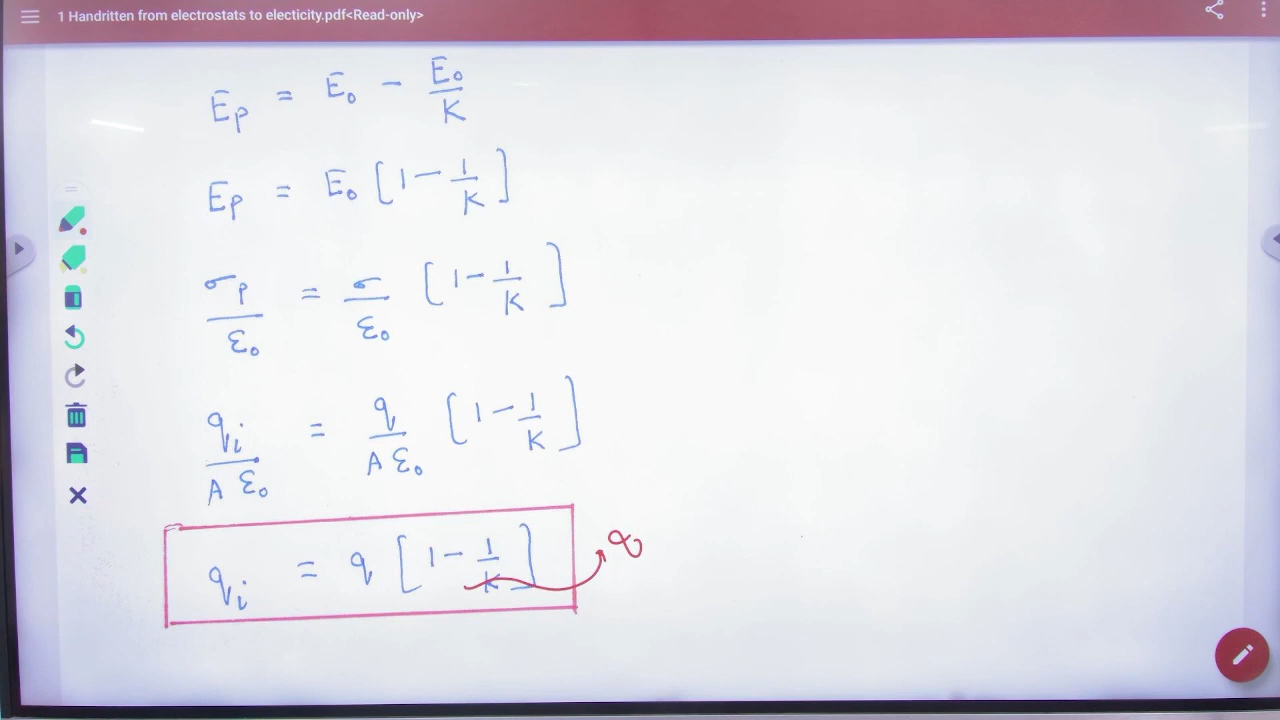 1 Handritten from electrostats to electicity.pdf<Read-only>
Ep = E₀ - E₀/K
Ep = E₀ [1 - 1/K]
σp/ε₀ = σ/ε₀ [1 - 1/K]
qi/Aε₀ = q/Aε₀ [1 - 1/K]
qi = q [1 - 1/K]